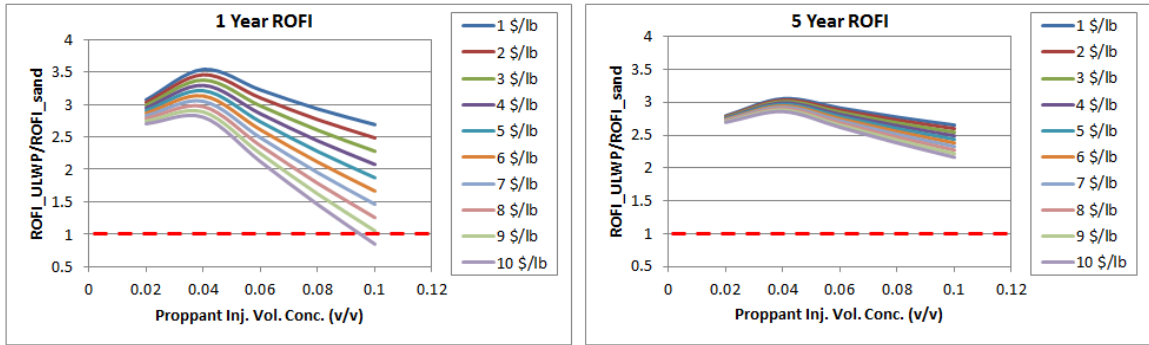 1 Year ROFI
ROFI_ULWP/ROFI_sand
4
3.5
3
2.5
2
1.5
1
0.5
0
0.02
0.04
0.06
0.08
0.1
0.12
Proppant Inj. Vol. Conc. (v/v)
1 $/lb
2 $/lb
3 $/lb
4 $/lb
5 $/lb
6 $/lb
7 $/lb
8 $/lb
9 $/lb
10 $/lb
5 Year ROFI
ROFI_ULWP/ROFI_sand
4
3.5
3
2.5
2
1.5
1
0.5
0
0.02
0.04
0.06
0.08
0.1
0.12
Proppant Inj. Vol. Conc. (v/v)
1 $/lb
2 $/lb
3 $/lb
4 $/lb
5 $/lb
6 $/lb
7 $/lb
8 $/lb
9 $/lb
10 $/lb